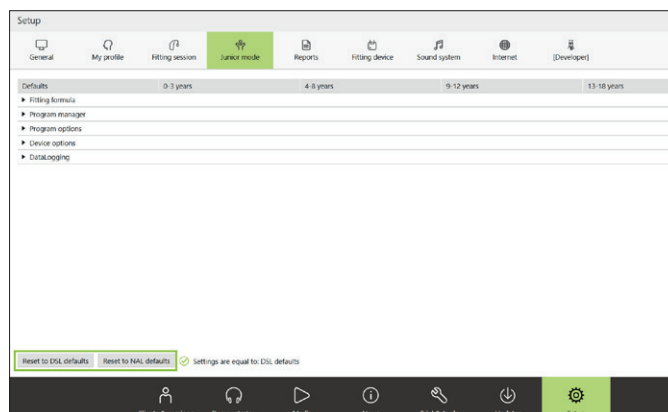 Setup
General My profile Fitting session Junior mode Reports Fitting device Sound system Internet [Developer]
Defaults 0-3 years 4-8 years 9-12 years 13-18 years
Fitting formula
Program manager
Program options
Device options
DataLogging
Reset to DSL defaults Reset to NAL defaults Settings are equal to: DSL defaults